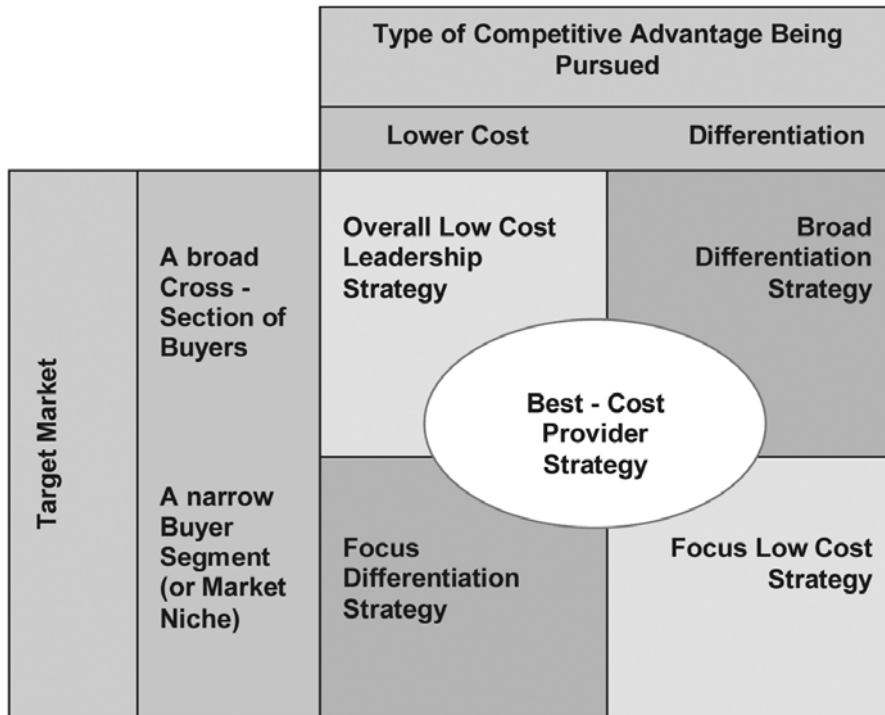 Type of Competitive Advantage Being
Pursued
Lower Cost
Differentiation
Target Market
A broad
Cross -
Section of
Buyers
Overall Low Cost
Leadership
Strategy
Broad
Differentiation
Strategy
Best - Cost
Provider
Strategy
A narrow
Buyer
Segment
(or Market
Niche)
Focus
Differentiation
Strategy
Focus Low Cost
Strategy